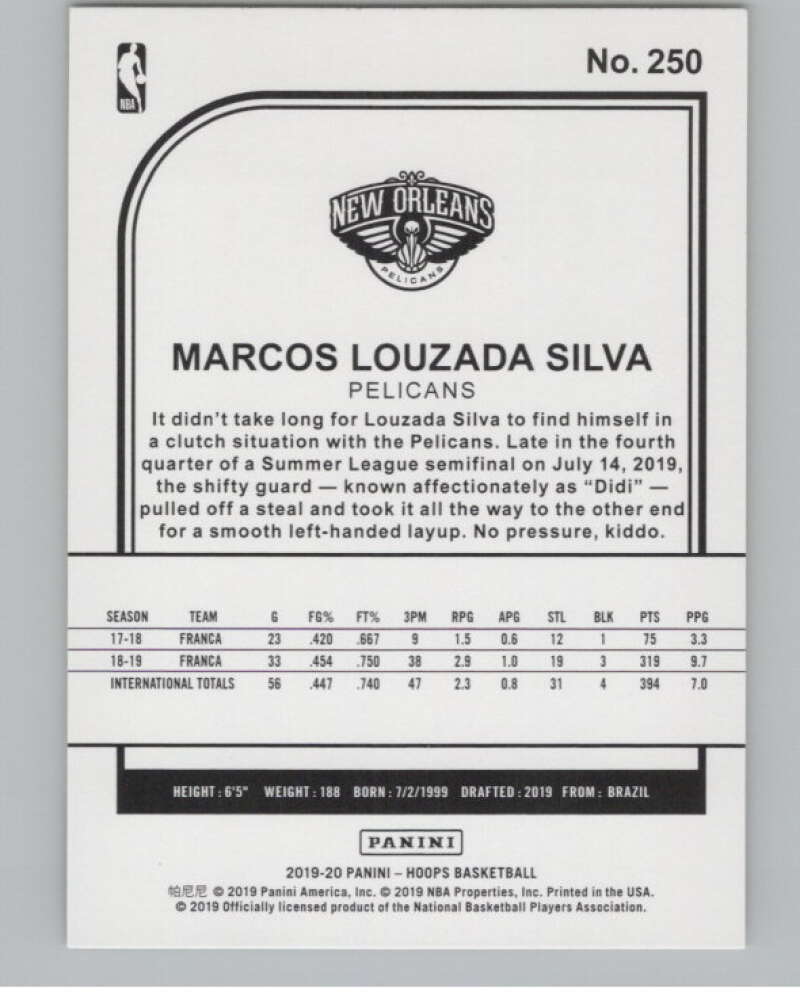 NBA
No. 250
NEW ORLEANS
PELICANS
MARCOS LOUZADA SILVA
PELICANS
It didn't take long for Louzada Silva to find himself in
a clutch situation with the Pelicans. Late in the fourth
quarter of a Summer League semifinal on July 14, 2019,
the shifty guard — known affectionately as "Didi" —
pulled off a steal and took it all the way to the other end
for a smooth left-handed layup. No pressure, kiddo.
SEASON TEAM G FG% FT% 3PM RPG APG STL BLK PTS PPG
17-18 FRANCA 23 .420 .667 9 1.5 0.6 12 1 75 3.3
18-19 FRANCA 33 .454 .750 38 2.9 1.0 19 3 319 9.7
INTERNATIONAL TOTALS 56 .447 .740 47 2.3 0.8 31 4 394 7.0
HEIGHT: 6'5" WEIGHT: 188 BORN: 7/2/1999 DRAFTED: 2019 FROM: BRAZIL
PANINI
2019-20 PANINI – HOOPS BASKETBALL
帕尼尼 © 2019 Panini America, Inc. © 2019 NBA Properties, Inc. Printed in the USA.
© 2019 Officially licensed product of the National Basketball Players Association.